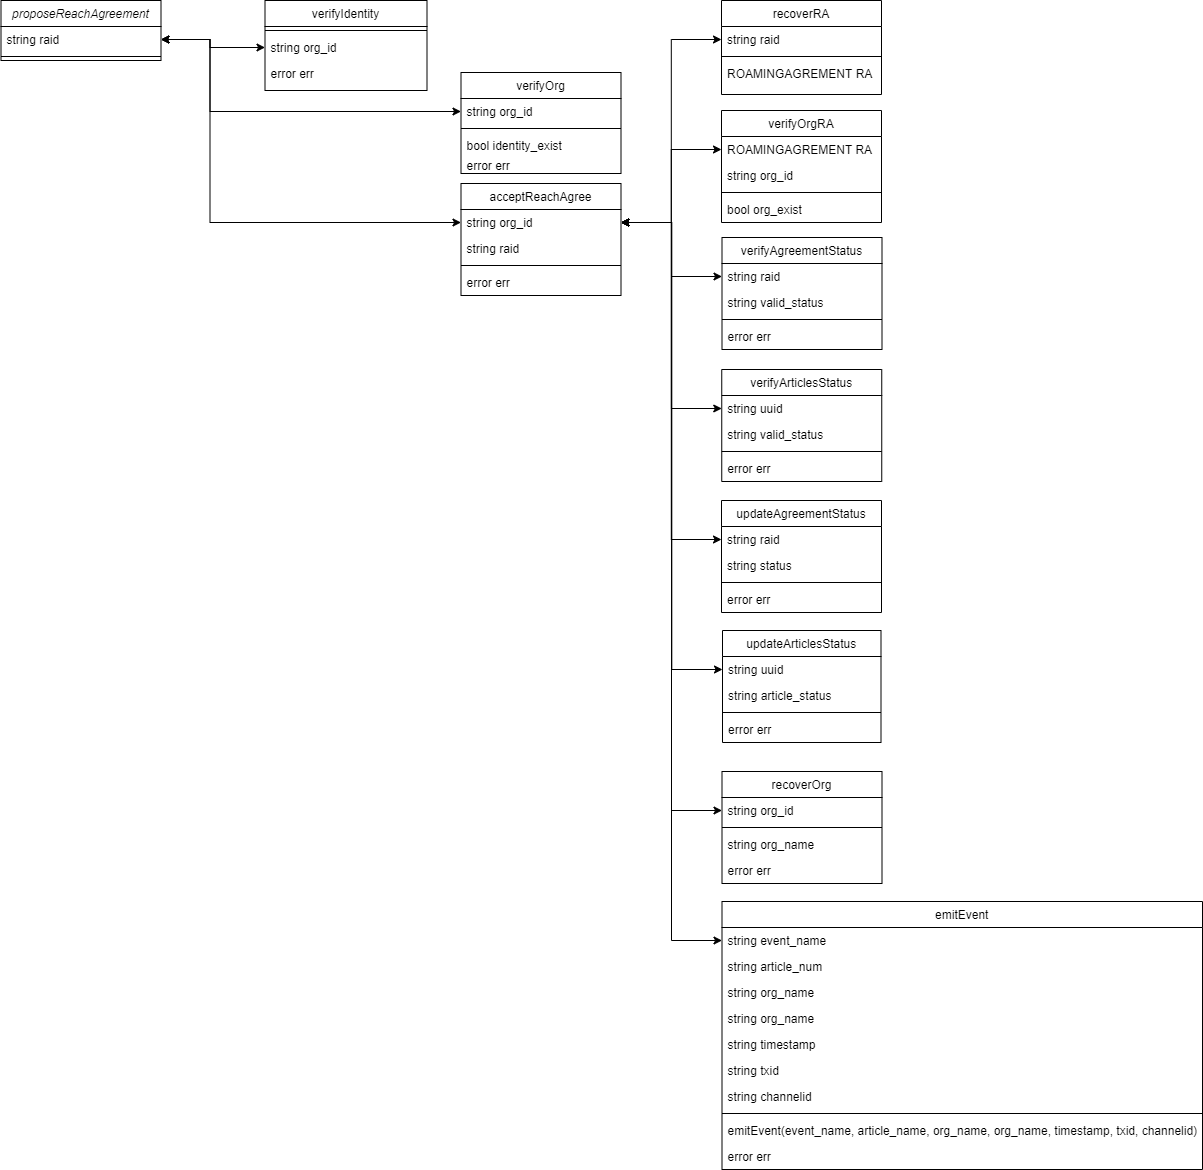 proposeReachAgreement
string raid
verifyIdentity
string org_id
error err
verifyOrg
string org_id
bool identity_exist
error err
acceptReachAgree
string org_id
string raid
error err
recoverRA
string raid
ROAMINGAGREMENT RA
verifyOrgRA
ROAMINGAGREMENT RA
string org_id
bool org_exist
verifyAgreementStatus
string raid
string valid_status
error err
verifyArticlesStatus
string uuid
string valid_status
error err
updateAgreementStatus
string raid
string status
error err
updateArticlesStatus
string uuid
string article_status
error err
recoverOrg
string org_id
string org_name
error err
emitEvent
string event_name
string article_num
string org_name
string org_name
string timestamp
string txid
string channelid
emitEvent(event_name, article_name, org_name, org_name, timestamp, txid, channelid)
error err